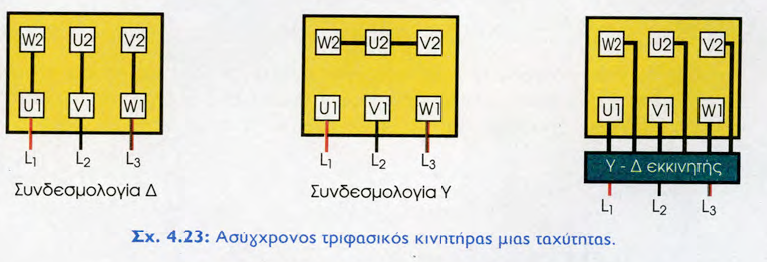 W2 U2 V2
U1 V1 W1
L1 L2 L3
Συνδεσμολογία Δ
W2 U2 V2
U1 V1 W1
L1 L2 L3
Συνδεσμολογία Υ
W2 U2 V2
U1 V1 W1
Υ - Δ εκκινητής
L1 L2 L3
Σχ. 4.23: Ασύγχρονος τριφασικός κινητήρας μιας ταχύτητας.